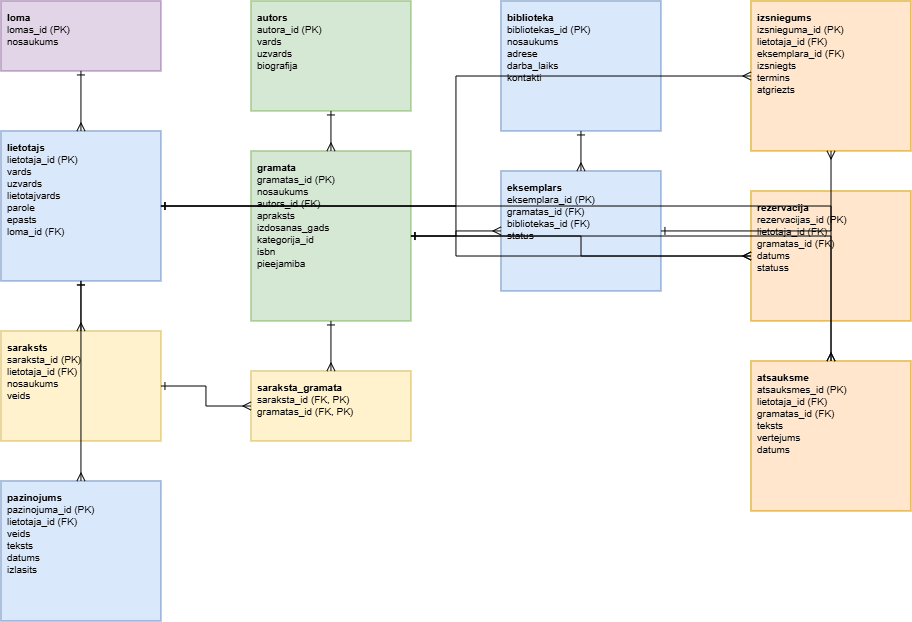 loma
lomas_id (PK)
nosaukums
autors
autora_id (PK)
vards
uzvards
biografija
biblioteka
bibliotekas_id (PK)
nosaukums
adrese
darba_laiks
kontakti
izsniegums
izsnieguma_id (PK)
lietotaja_id (FK)
eksemplara_id (FK)
izsniegts
termins
atgriezts
lietotajs
lietotaja_id (PK)
vards
uzvards
lietotajvards
parole
epasts
loma_id (FK)
gramata
gramatas_id (PK)
nosaukums
autors_id (FK)
apraksts
izdosanas_gads
kategorija_id
isbn
pieejamiba
eksemplars
eksemplara_id (PK)
gramatas_id (FK)
bibliotekas_id (FK)
status
rezervacija
rezervacijas_id (PK)
lietotaja_id (FK)
gramatas_id (FK)
datums
statuss
saraksts
saraksta_id (PK)
lietotaja_id (FK)
nosaukums
veids
saraksta_gramata
saraksta_id (FK, PK)
gramatas_id (FK, PK)
atsauksme
atsauksmes_id (PK)
lietotaja_id (FK)
gramatas_id (FK)
teksts
vertejums
datums
pazinojums
pazinojuma_id (PK)
lietotaja_id (FK)
veids
teksts
datums
izlasits